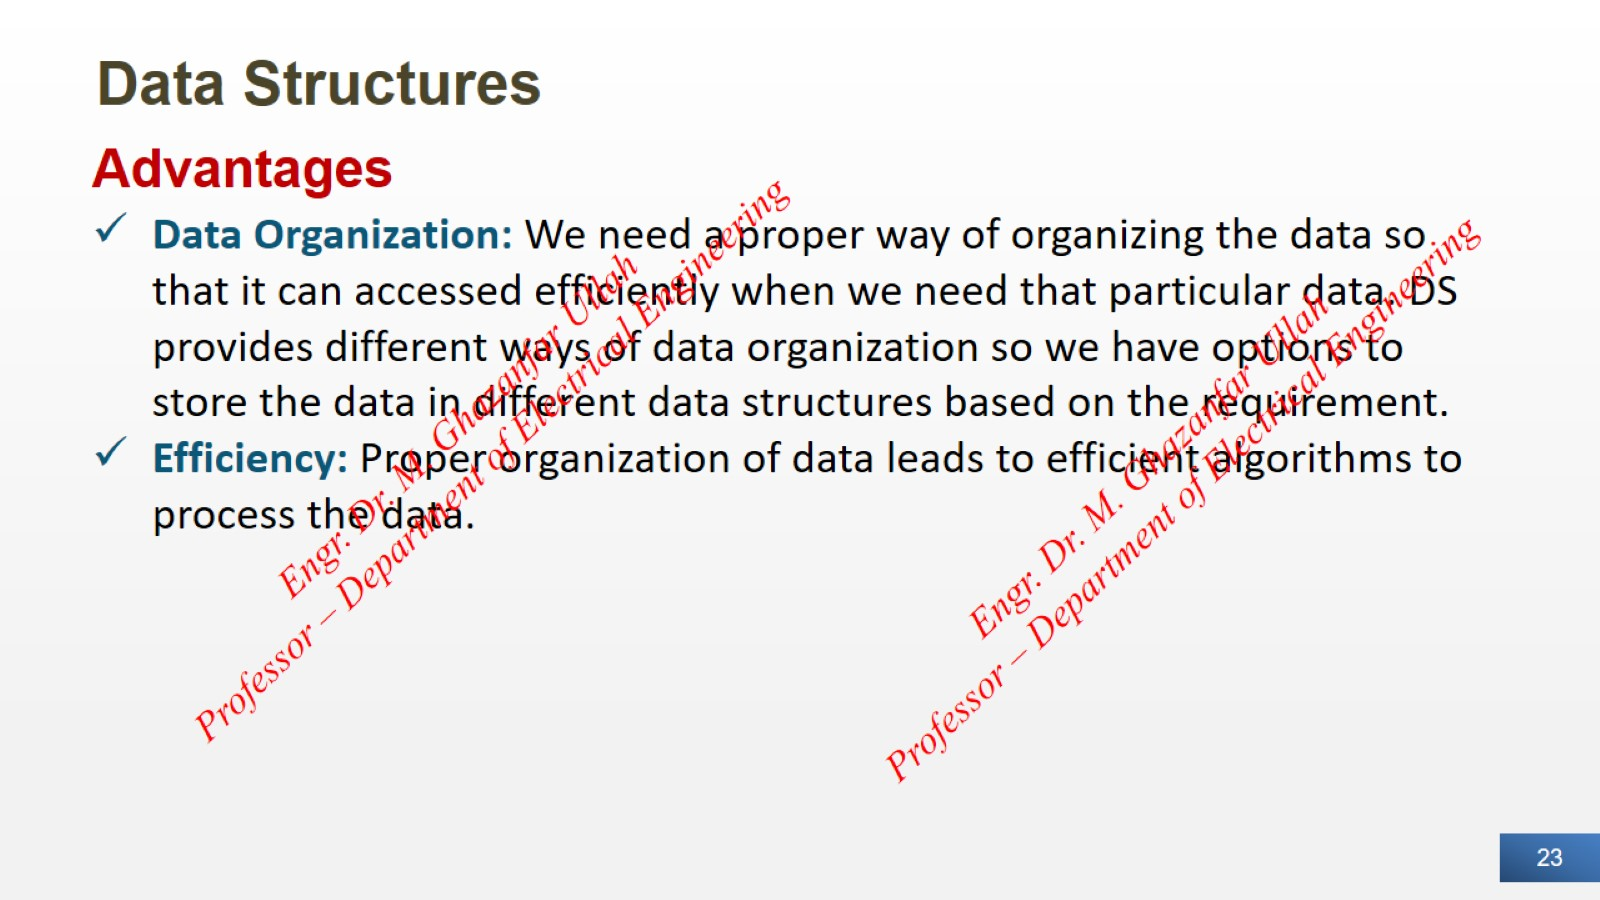 Data Structures
Advantages
✓ Data Organization: We need a proper way of organizing the data so
that it can accessed efficiently when we need that particular data. DS
provides different ways of data organization so we have options to
store the data in different data structures based on the requirement.
✓ Efficiency: Proper organization of data leads to efficient algorithms to
process the data.
Engr. Dr. M. Ghazanfar Ullah
Professor – Department of Electrical Engineering
Engr. Dr. M. Ghazanfar Ullah
Professor – Department of Electrical Engineering
23